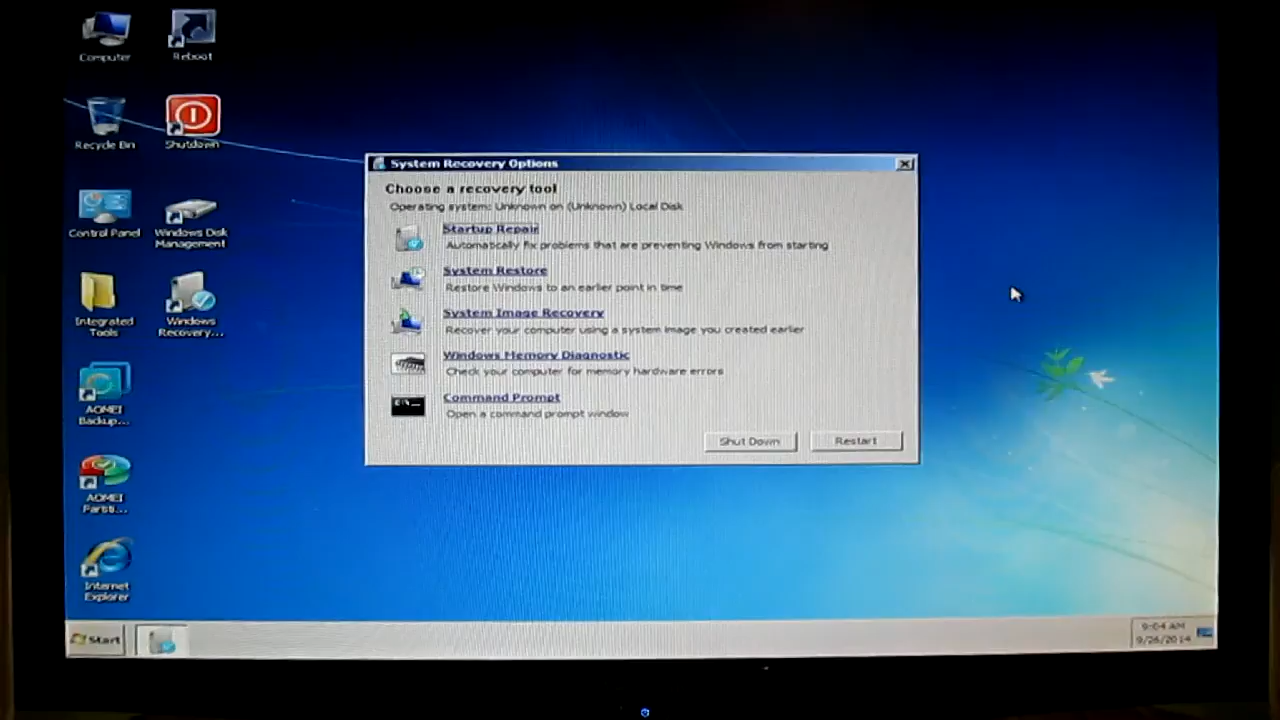 Computer
Reboot
Recycle Bin
Shutdown
Control Panel
Windows Disk
Management
Integrated
Tools
Windows
Recovery...
AOMEI
Backup...
AOMEI
Parti...
Internet
Explorer
System Recovery Options
Choose a recovery tool
Operating system: Unknown on (Unknown) Local Disk
Startup Repair
Automatically fix problems that are preventing Windows from starting
System Restore
Restore Windows to an earlier point in time
System Image Recovery
Recover your computer using a system image you created earlier
Windows Memory Diagnostic
Check your computer for memory hardware errors
Command Prompt
Open a command prompt window
Shut Down
Restart
Start
9:04 AM
9/26/2014